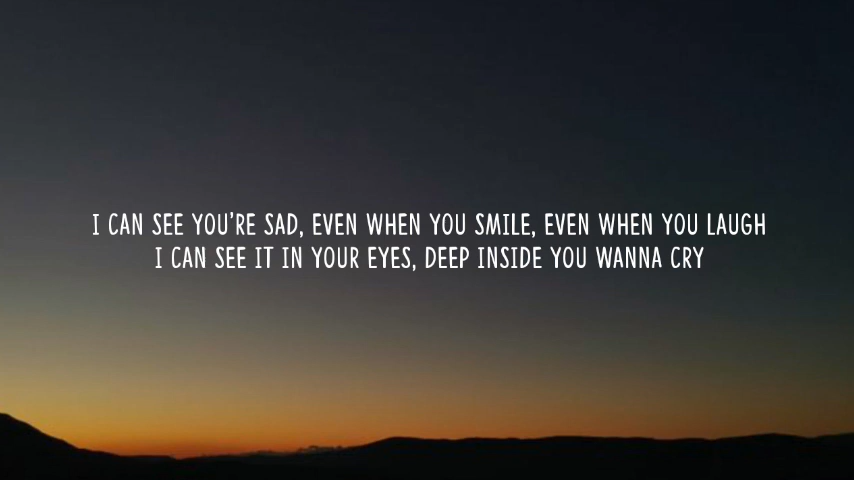 I CAN SEE YOU'RE SAD, EVEN WHEN YOU SMILE, EVEN WHEN YOU LAUGH
I CAN SEE IT IN YOUR EYES, DEEP INSIDE YOU WANNA CRY